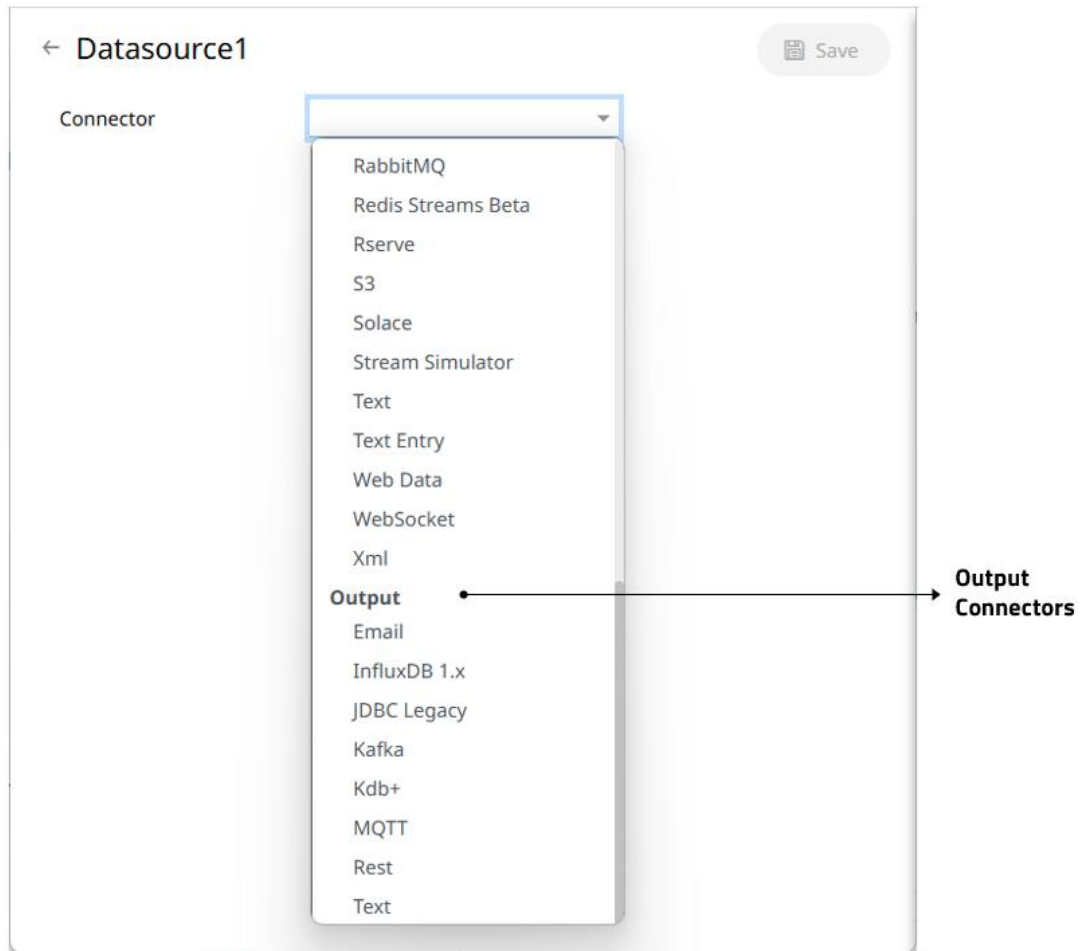 ← Datasource1
Save
Connector
RabbitMQ
Redis Streams Beta
Rserve
S3
Solace
Stream Simulator
Text
Text Entry
Web Data
WebSocket
Xml
Output
Email
InfluxDB 1.x
JDBC Legacy
Kafka
Kdb+
MQTT
Rest
Text
Output
Connectors